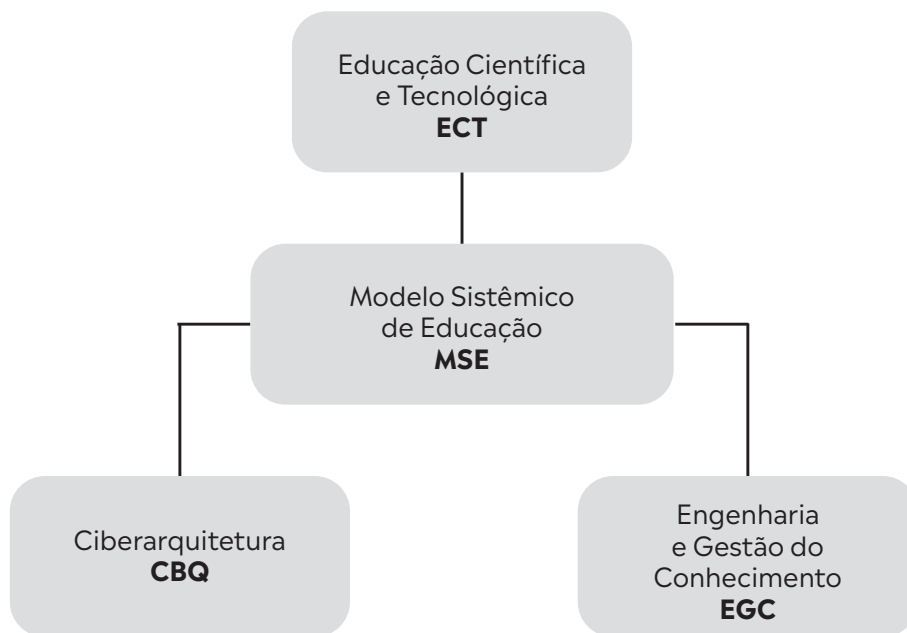 Educação Científica
e Tecnológica
ECT
Modelo Sistêmico
de Educação
MSE
Ciberarquitetura
CBQ
Engenharia
e Gestão do
Conhecimento
EGC